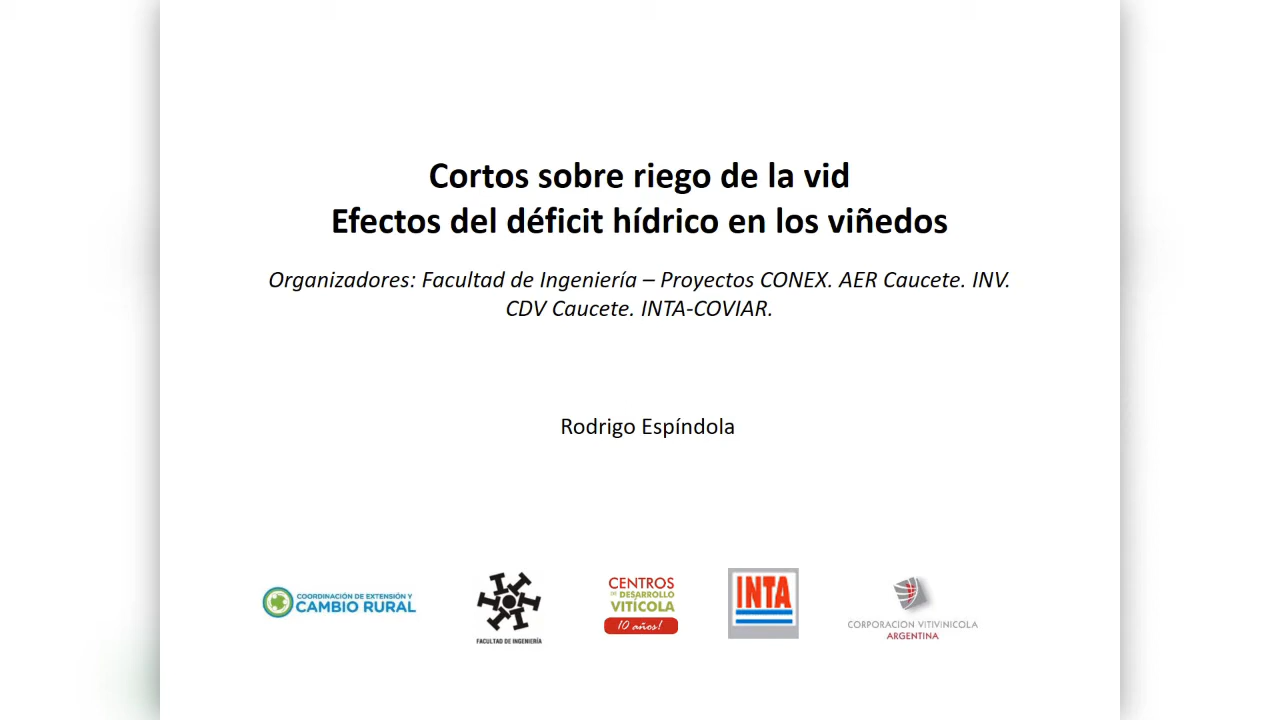 Cortos sobre riego de la vid
Efectos del déficit hídrico en los viñedos
Organizadores: Facultad de Ingeniería – Proyectos CONEX. AER Caucete. INV.
CDV Caucete. INTA-COVIAR.
Rodrigo Espíndola
COORDINACIÓN DE EXTENSIÓN Y
CAMBIO RURAL
FACULTAD DE INGENIERÍA
CENTROS
DE DESARROLLO
VITÍCOLA
10 años!
INTA
CORPORACION VITIVINICOLA
ARGENTINA